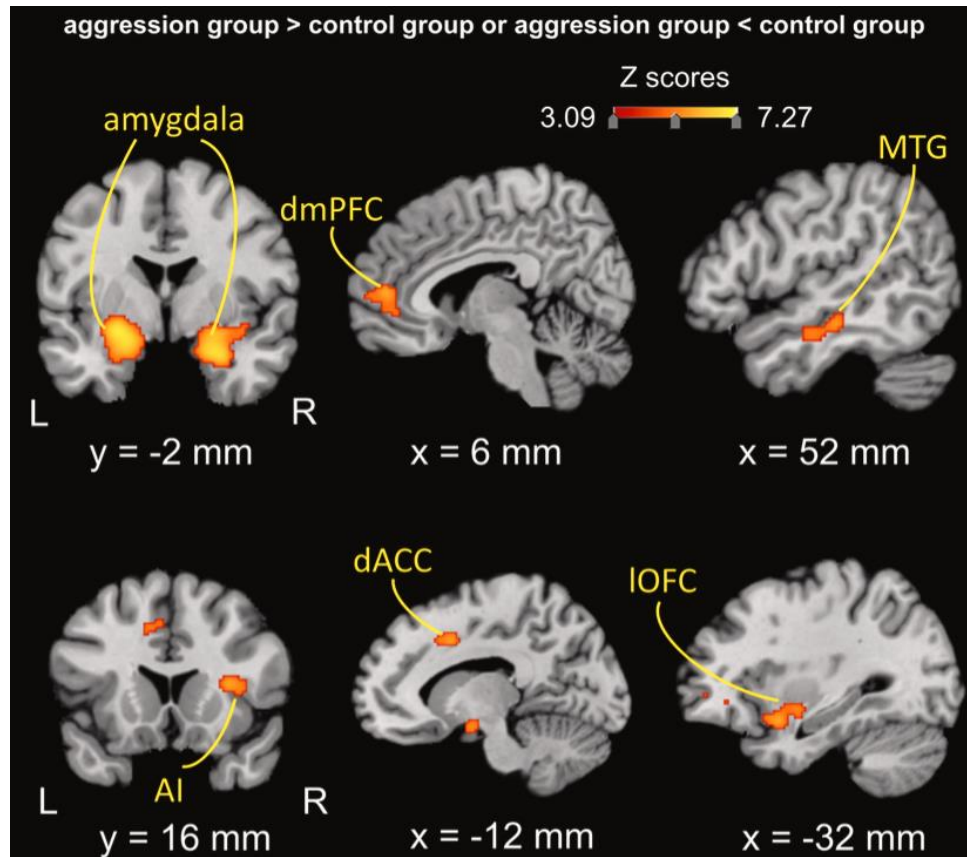 aggression group > control group or aggression group < control group
Z scores
3.09 7.27
amygdala
dmPFC
MTG
L R
y = -2 mm
x = 6 mm
x = 52 mm
dACC
lOFC
AI
L R
y = 16 mm
x = -12 mm
x = -32 mm